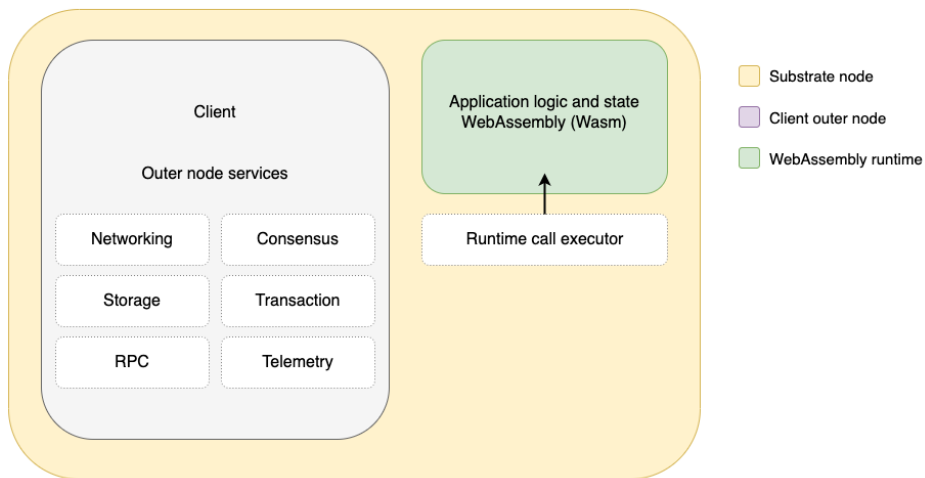 Client
Outer node services
Networking
Consensus
Storage
Transaction
RPC
Telemetry
Application logic and state
WebAssembly (Wasm)
Runtime call executor
Substrate node
Client outer node
WebAssembly runtime